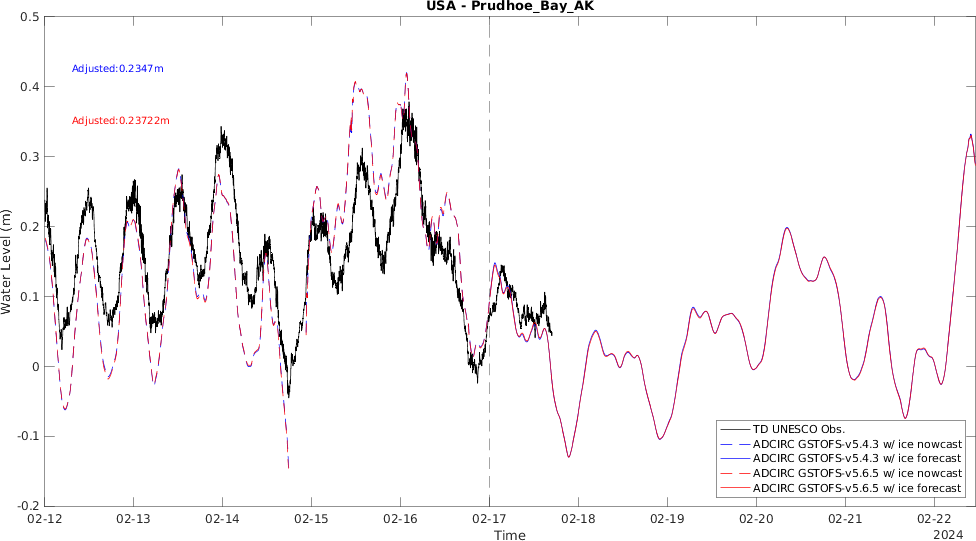 USA - Prudhoe_Bay_AK
0.5
Adjusted:0.2347m
0.4
Adjusted:0.23722m
0.3
0.2
Water Level (m)
0.1
0
-0.1
TD UNESCO Obs.
ADCIRC GSTOFS-v5.4.3 w/ ice nowcast
ADCIRC GSTOFS-v5.4.3 w/ ice forecast
ADCIRC GSTOFS-v5.6.5 w/ ice nowcast
ADCIRC GSTOFS-v5.6.5 w/ ice forecast
-0.2
02-12 02-13 02-14 02-15 02-16 02-17 02-18 02-19 02-20 02-21 02-22
Time 2024